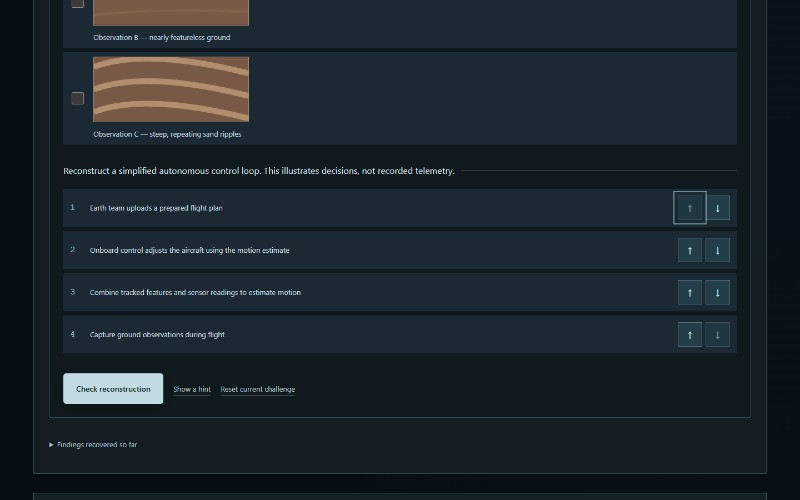 Observation B — nearly featureless ground
Observation C — steep, repeating sand ripples
Reconstruct a simplified autonomous control loop. This illustrates decisions, not recorded telemetry.
1 Earth team uploads a prepared flight plan ↑ ↓
2 Onboard control adjusts the aircraft using the motion estimate ↑ ↓
3 Combine tracked features and sensor readings to estimate motion ↑ ↓
4 Capture ground observations during flight ↑ ↓
Check reconstruction Show a hint Reset current challenge
▶ Findings recovered so far